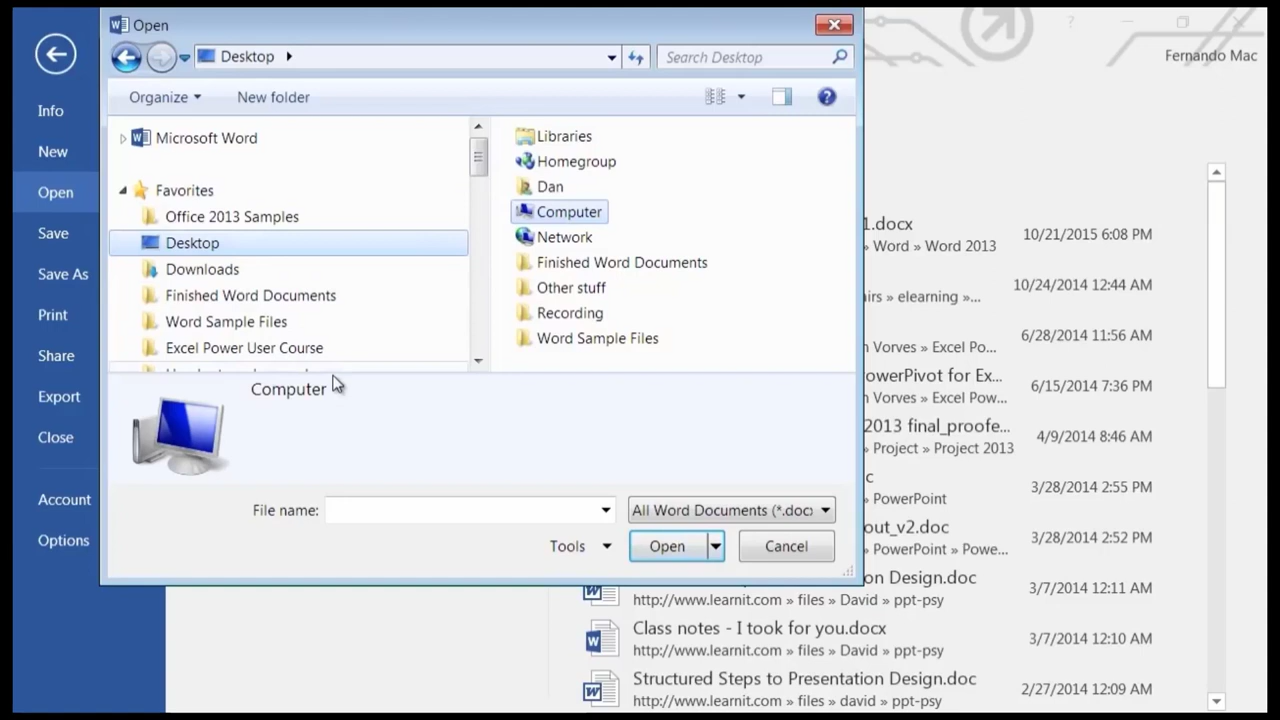 Open
Desktop
Search Desktop
Fernando Mac
Organize
New folder
Info
New
Open
Save
Save As
Print
Share
Export
Close
Account
Options
Microsoft Word
Favorites
Office 2013 Samples
Desktop
Downloads
Finished Word Documents
Word Sample Files
Excel Power User Course
Libraries
Homegroup
Dan
Computer
Network
Finished Word Documents
Other stuff
Recording
Word Sample Files
Computer
File name:
All Word Documents (*.docx
Tools
Open
Cancel
1.docx
10/21/2015 6:08 PM
» Word » Word 2013
10/24/2014 12:44 AM
» elearning »...
6/28/2014 11:56 AM
Vorves » Excel Po...
PowerPivot for Ex...
6/15/2014 7:36 PM
Vorves » Excel Pow...
2013 final_proofe...
4/9/2014 8:46 AM
» Project » Project 2013
3/28/2014 2:55 PM
» PowerPoint
out_v2.doc
3/28/2014 2:52 PM
» PowerPoint » Powe...
Design.doc
3/7/2014 12:11 AM
http://www.learnit.com » files » David » ppt-psy
Class notes - I took for you.docx
3/7/2014 12:10 AM
http://www.learnit.com » files » David » ppt-psy
Structured Steps to Presentation Design.doc
2/27/2014 12:09 AM
http://www.learnit.com » files » david » ppt-psy